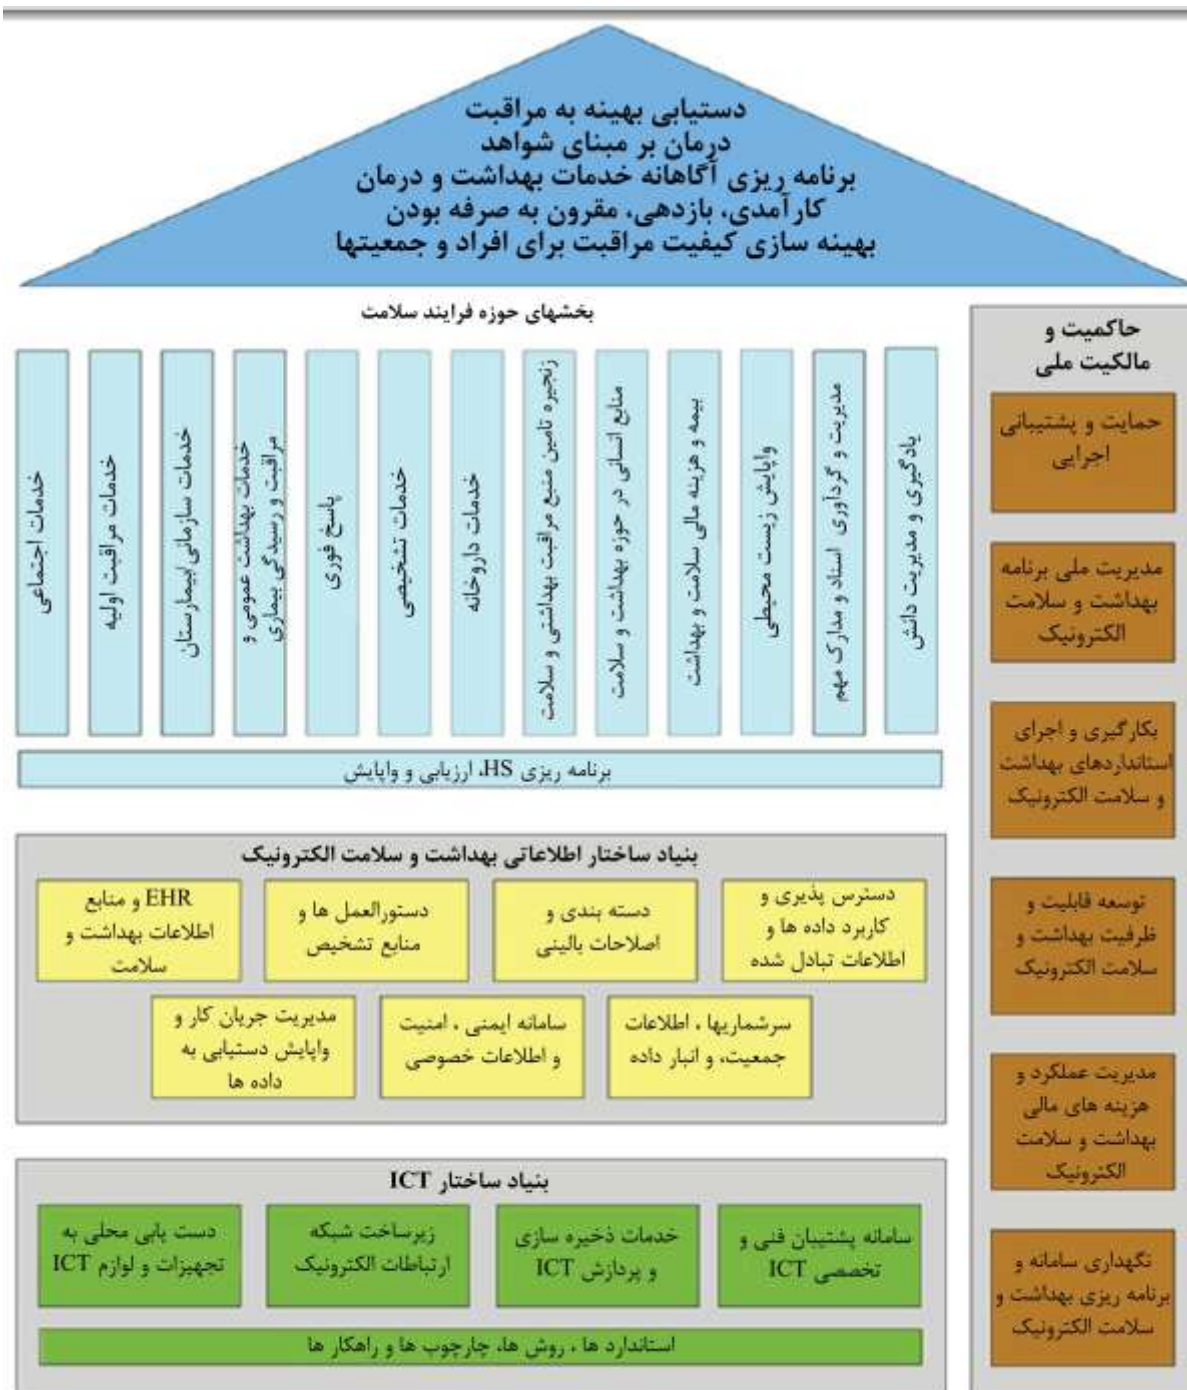 دستیابی بهینه به مراقبت
درمان بر مبنای شواهد
برنامه ریزی آگاهانه خدمات بهداشت و درمان
کارآمدی، بازدهی، مقرون به صرفه بودن
بهینه سازی کیفیت مراقبت برای افراد و جمعیتها
حاکمیت و
مالکیت ملی
حمایت و پشتیبانی
اجرایی
مدیریت ملی برنامه
بهداشت و سلامت
الکترونیک
بکارگیری و اجرای
استانداردهای بهداشت
و سلامت الکترونیک
توسعه قابلیت و
ظرفیت بهداشت و
سلامت الکترونیک
مدیریت عملکرد و
هزینه های مالی
بهداشت و سلامت
الکترونیک
نگهداری سامانه و
برنامه ریزی بهداشت و
سلامت الکترونیک
بخشهای حوزه فرایند سلامت
یادگیری و مدیریت دانش
مدیریت و گردآوری اسناد و مدارک مهم
واپایش زیست محیطی
بیمه و هزینه مالی سلامت و بهداشت
منابع انسانی در حوزه بهداشت و سلامت
زنجیره تامین منبع مراقبت بهداشتی و سلامت
خدمات داروخانه
خدمات تشخیصی
پاسخ فوری
خدمات بهداشت عمومی و
مراقبت و رسیدگی بیماری
خدمات سازمانی/بیمارستان
خدمات مراقبت اولیه
خدمات اجتماعی
برنامه ریزی HS، ارزیابی و واپایش
بنیاد ساختار اطلاعاتی بهداشت و سلامت الکترونیک
دسترس پذیری و
کاربرد داده ها و
اطلاعات تبادل شده
دسته بندی و
اصلاحات بالینی
دستورالعمل ها و
منابع تشخیص
EHR و منابع
اطلاعات بهداشت و
سلامت
سرشماریها ، اطلاعات
جمعیت، و انبار داده
سامانه ایمنی ، امنیت
و اطلاعات خصوصی
مدیریت جریان کار و
واپایش دستیابی به
داده ها
بنیاد ساختار ICT
سامانه پشتیبان فنی و
تخصصی ICT
خدمات ذخیره سازی
و پردازش ICT
زیرساخت شبکه
ارتباطات الکترونیک
دست یابی محلی به
تجهیزات و لوازم ICT
استاندارد ها ، روش ها، چارچوب ها و راهکار ها